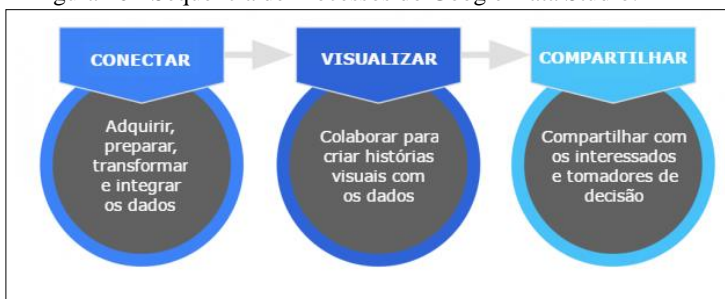 CONECTAR
Adquirir,
preparar,
transformar
e integrar
os dados
VISUALIZAR
Colaborar para
criar histórias
visuais com
os dados
COMPARTILHAR
Compartilhar com
os interessados
e tomadores de
decisão